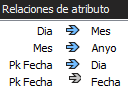 Relaciones de atributo
Dia Mes
Mes Anyo
Pk Fecha Dia
Pk Fecha Fecha